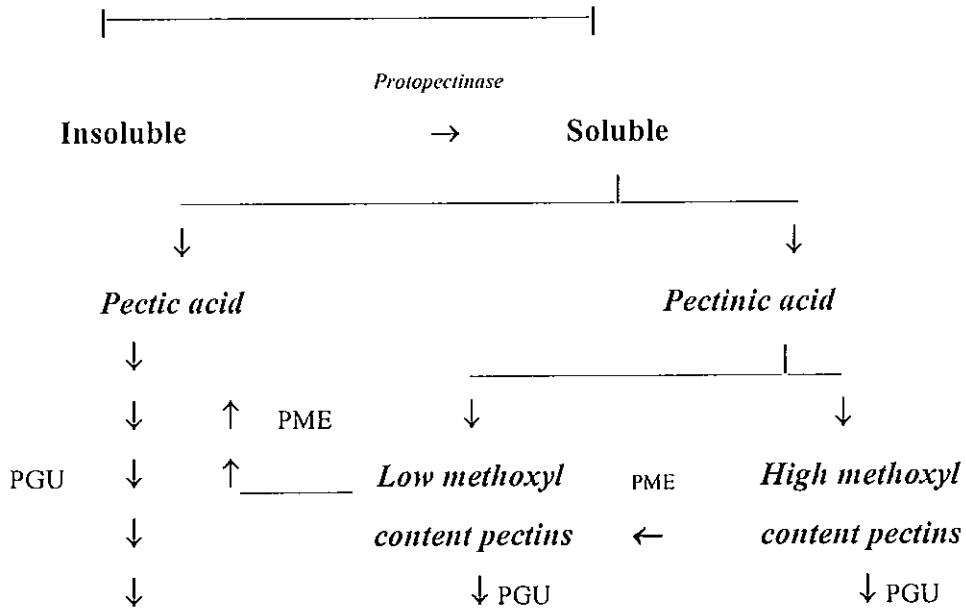 Protopectinase
Insoluble → Soluble
↓ ↓
Pectic acid Pectinic acid
↓
↓ ↑ PME ↓ ↓
PGU ↓ ↑ Low methoxyl PME High methoxyl
↓ content pectins ← content pectins
↓ ↓ PGU ↓ PGU